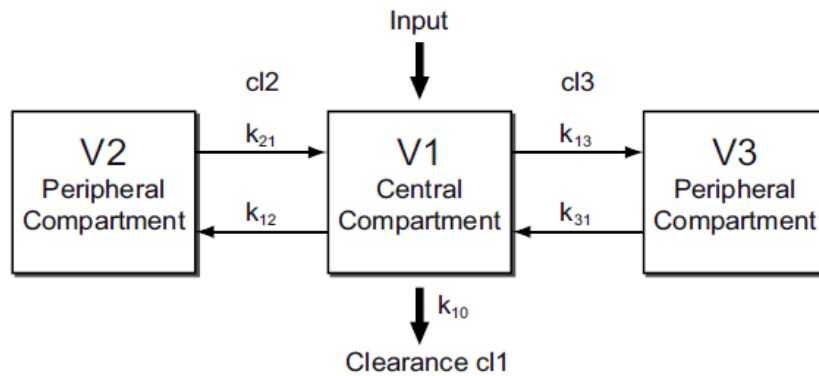 Input
cl2
cl3
V2
Peripheral
Compartment
k21
k12
V1
Central
Compartment
k13
k31
V3
Peripheral
Compartment
k10
Clearance cl1